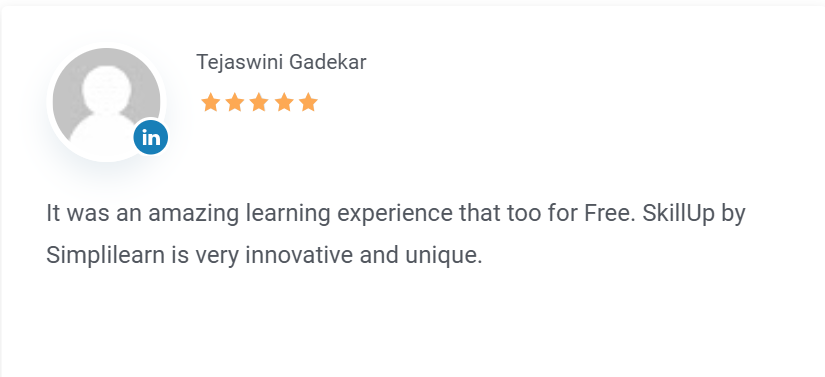 Tejaswini Gadekar
in
It was an amazing learning experience that too for Free. SkillUp by
Simplilearn is very innovative and unique.